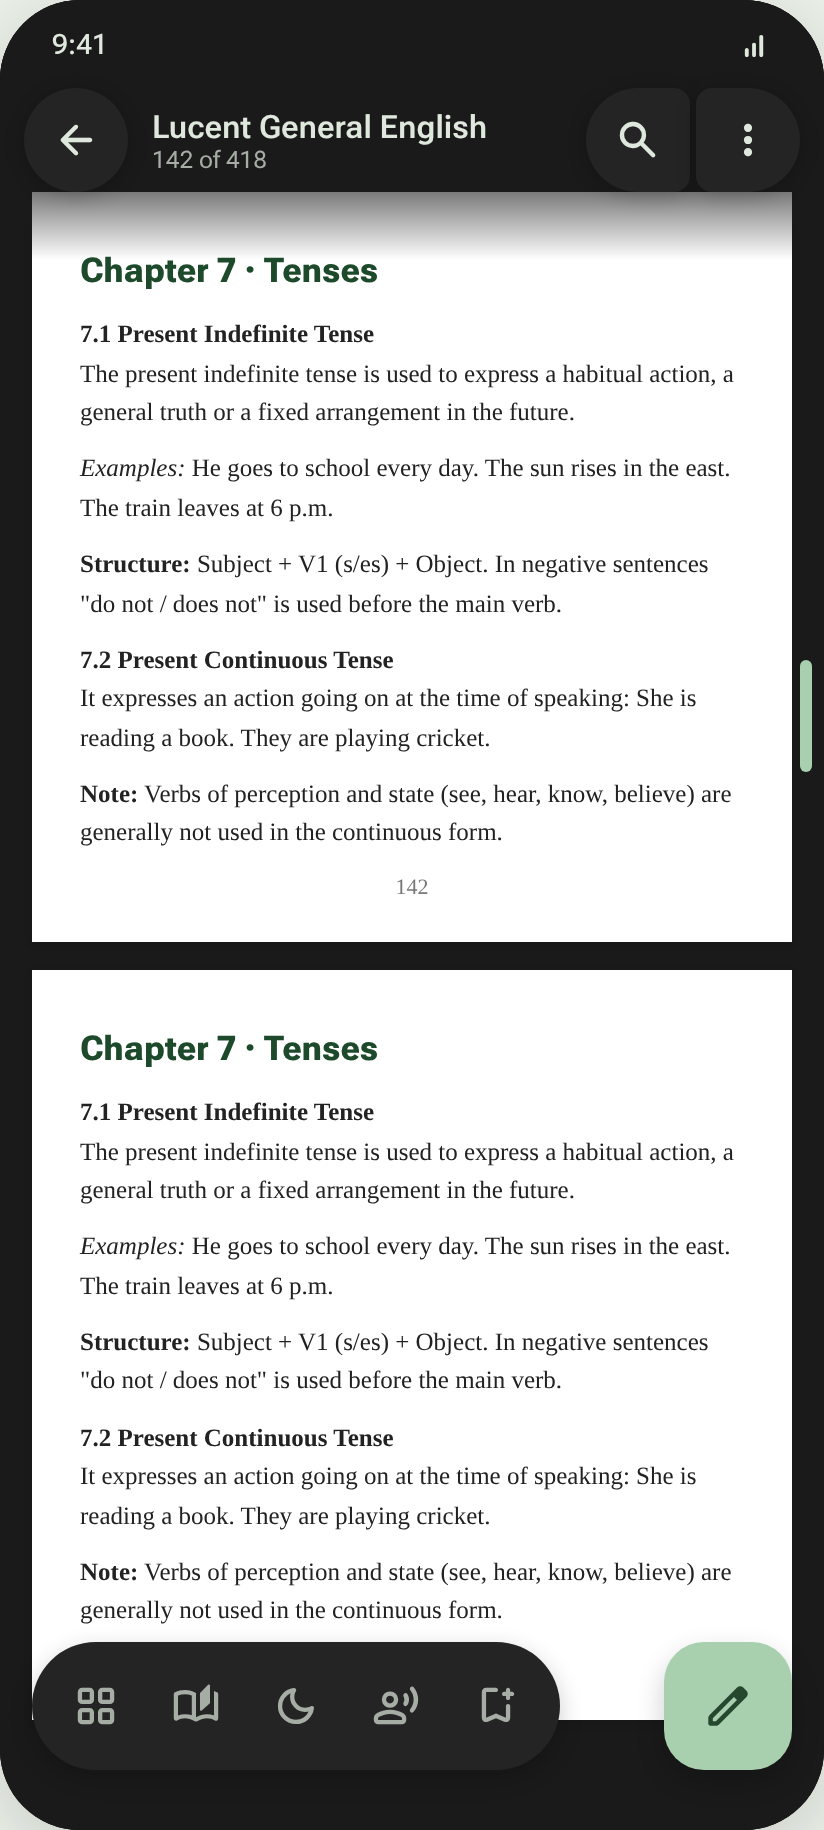 9:41
Lucent General English
142 of 418
Chapter 7 · Tenses
7.1 Present Indefinite Tense
The present indefinite tense is used to express a habitual action, a
general truth or a fixed arrangement in the future.
Examples: He goes to school every day. The sun rises in the east.
The train leaves at 6 p.m.
Structure: Subject + V1 (s/es) + Object. In negative sentences
"do not / does not" is used before the main verb.
7.2 Present Continuous Tense
It expresses an action going on at the time of speaking: She is
reading a book. They are playing cricket.
Note: Verbs of perception and state (see, hear, know, believe) are
generally not used in the continuous form.
142
Chapter 7 · Tenses
7.1 Present Indefinite Tense
The present indefinite tense is used to express a habitual action, a
general truth or a fixed arrangement in the future.
Examples: He goes to school every day. The sun rises in the east.
The train leaves at 6 p.m.
Structure: Subject + V1 (s/es) + Object. In negative sentences
"do not / does not" is used before the main verb.
7.2 Present Continuous Tense
It expresses an action going on at the time of speaking: She is
reading a book. They are playing cricket.
Note: Verbs of perception and state (see, hear, know, believe) are
generally not used in the continuous form.